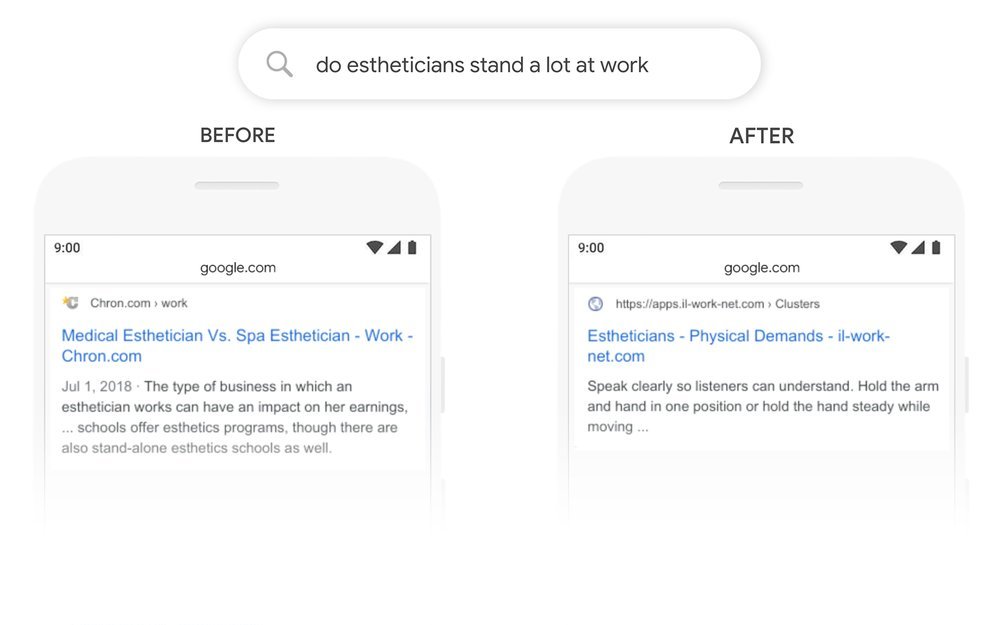 do estheticians stand a lot at work
BEFORE
9:00
google.com
Chron.com › work
Medical Esthetician Vs. Spa Esthetician - Work -
Chron.com
Jul 1, 2018 · The type of business in which an
esthetician works can have an impact on her earnings,
... schools offer esthetics programs, though there are
also stand-alone esthetics schools as well.
AFTER
9:00
google.com
https://apps.il-work-net.com › Clusters
Estheticians - Physical Demands - il-work-
net.com
Speak clearly so listeners can understand. Hold the arm
and hand in one position or hold the hand steady while
moving ...